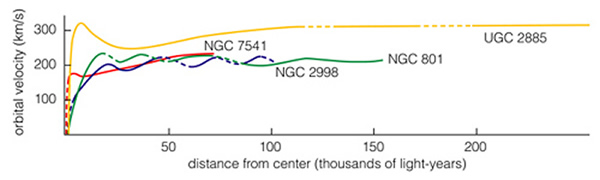 orbital velocity (km/s)
300
200
100
NGC 7541
UGC 2885
NGC 801
NGC 2998
50
100
150
200
distance from center (thousands of light-years)